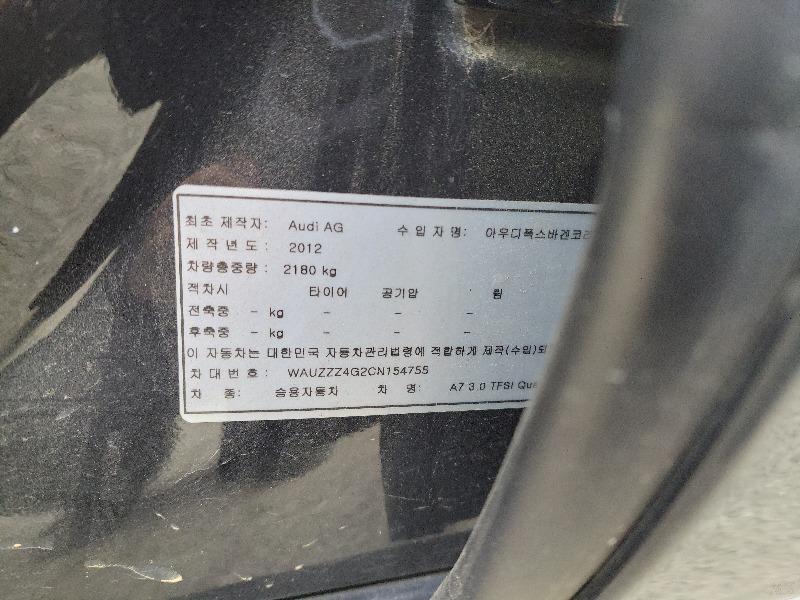 최초 제작자: Audi AG 수 입 자 명: 아우디폭스바겐코리
제 작 년 도 : 2012
차량총중량 : 2180 kg
적차시 타이어 공기압 림
전축중 - kg - - -
후축중 - kg - - -
이 자동차는 대한민국 자동차관리법령에 적합하게 제작(수입)되
차 대 번 호 : WAUZZZ4G2CN154755
차 종: 승용자동차 차 명: A7 3.0 TFSI Qua